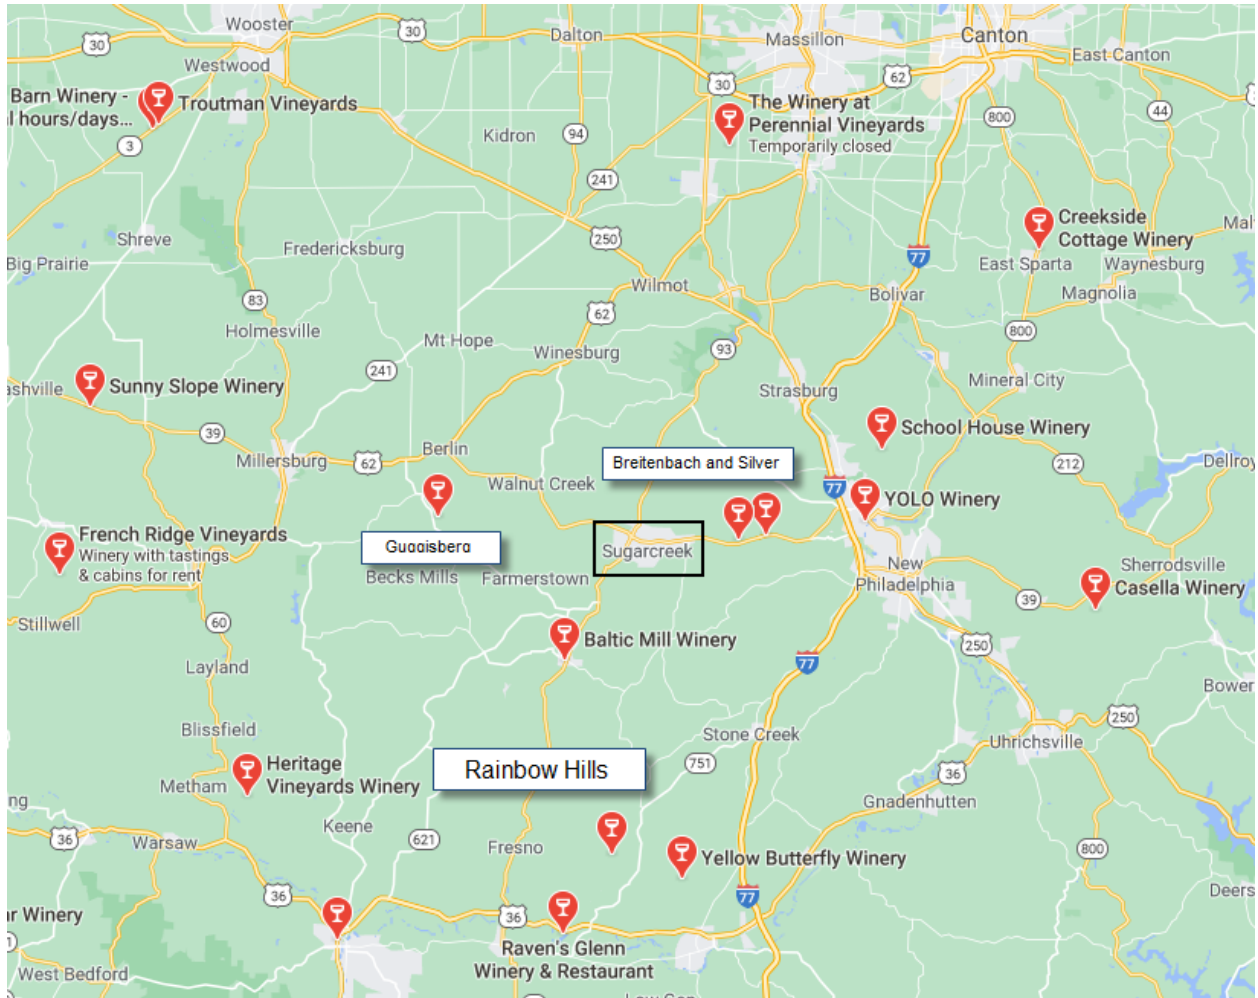 Wooster
30
30
Dalton
30
Massillon
Canton
East Canton
Westwood
62
Barn Winery -
l hours/days...
Troutman Vineyards
30
The Winery at
Perennial Vineyards
Temporarily closed
800
44
3
Kidron
94
241
Shreve
Fredericksburg
250
77
Creekside
Cottage Winery
Mal
Big Prairie
East Sparta
Waynesburg
Wilmot
Bolivar
Magnolia
83
62
800
Holmesville
Mt Hope
Winesburg
93
241
Mineral City
ashville
Sunny Slope Winery
Strasburg
School House Winery
39
Berlin
Millersburg
62
Breitenbach and Silver
212
Dellroy
Walnut Creek
77
YOLO Winery
French Ridge Vineyards
Winery with tastings
& cabins for rent
Guggisberg
Sugarcreek
Becks Mills
Farmerstown
New
Philadelphia
Sherrodsville
Casella Winery
39
Stillwell
60
Baltic Mill Winery
250
Layland
77
Bower
Blissfield
Stone Creek
250
Uhrichsville
Heritage
Vineyards Winery
Rainbow Hills
751
36
Metham
Gnadenhutten
ng
Keene
36
Warsaw
621
Fresno
Yellow Butterfly Winery
800
Deers
36
77
ar Winery
36
Raven's Glenn
Winery & Restaurant
West Bedford